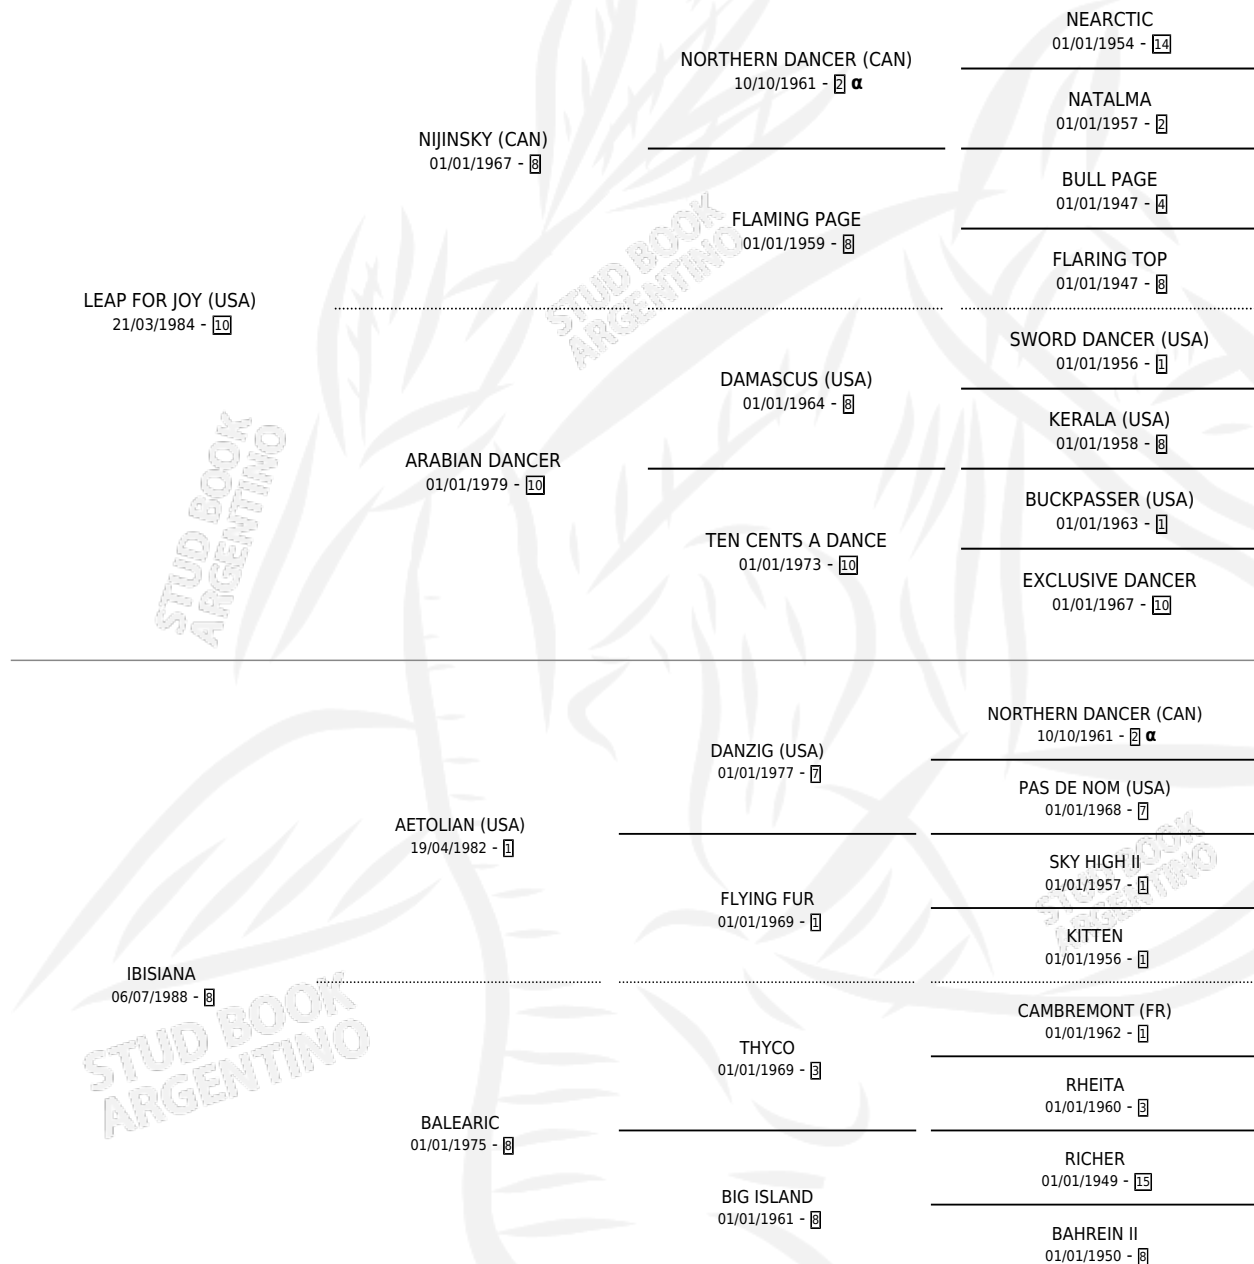 NEARCTIC
01/01/1954 - 14
NORTHERN DANCER (CAN)
10/10/1961 - 2 α
NATALMA
01/01/1957 - 2
NIJINSKY (CAN)
01/01/1967 - 8
BULL PAGE
01/01/1947 - 4
FLAMING PAGE
01/01/1959 - 8
FLARING TOP
01/01/1947 - 8
LEAP FOR JOY (USA)
21/03/1984 - 10
SWORD DANCER (USA)
01/01/1956 - 1
DAMASCUS (USA)
01/01/1964 - 8
KERALA (USA)
01/01/1958 - 8
ARABIAN DANCER
01/01/1979 - 10
BUCKPASSER (USA)
01/01/1963 - 1
TEN CENTS A DANCE
01/01/1973 - 10
EXCLUSIVE DANCER
01/01/1967 - 10
NORTHERN DANCER (CAN)
10/10/1961 - 2 α
DANZIG (USA)
01/01/1977 - 7
PAS DE NOM (USA)
01/01/1968 - 7
AETOLIAN (USA)
19/04/1982 - 1
SKY HIGH II
01/01/1957 - 1
FLYING FUR
01/01/1969 - 1
KITTEN
01/01/1956 - 1
IBISIANA
06/07/1988 - 8
CAMBREMONT (FR)
01/01/1962 - 1
THYCO
01/01/1969 - 3
RHEITA
01/01/1960 - 3
BALEARIC
01/01/1975 - 8
RICHER
01/01/1949 - 15
BIG ISLAND
01/01/1961 - 8
BAHREIN II
01/01/1950 - 8
STUD BOOK
ARGENTINO
STUD BOOK
ARGENTINO
STUD BOOK
ARGENTINO
STUD BOOK
ARGENTINO